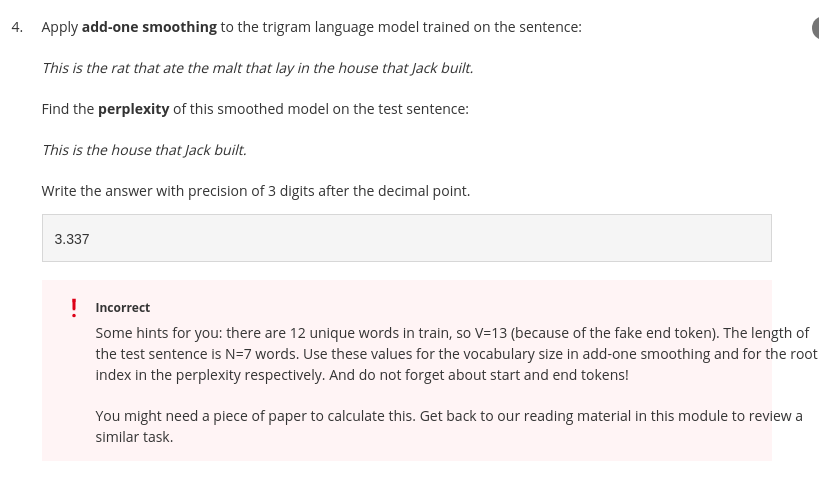 4. Apply add-one smoothing to the trigram language model trained on the sentence:
This is the rat that ate the malt that lay in the house that Jack built.
Find the perplexity of this smoothed model on the test sentence:
This is the house that Jack built.
Write the answer with precision of 3 digits after the decimal point.
3.337
! Incorrect
Some hints for you: there are 12 unique words in train, so V=13 (because of the fake end token). The length of
the test sentence is N=7 words. Use these values for the vocabulary size in add-one smoothing and for the root
index in the perplexity respectively. And do not forget about start and end tokens!
You might need a piece of paper to calculate this. Get back to our reading material in this module to review a
similar task.